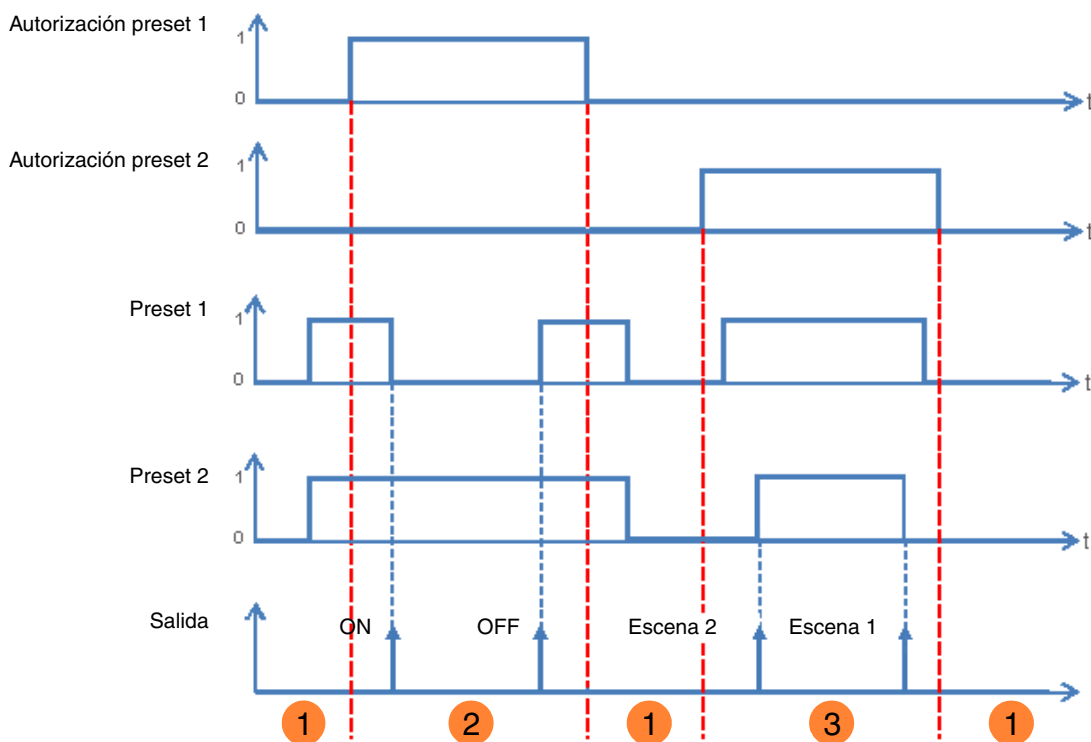 Autorización preset 1
1
0
t
Autorización preset 2
1
0
t
Preset 1
1
0
t
Preset 2
1
0
t
Salida
ON
OFF
Escena 2
Escena 1
1
2
1
3
1